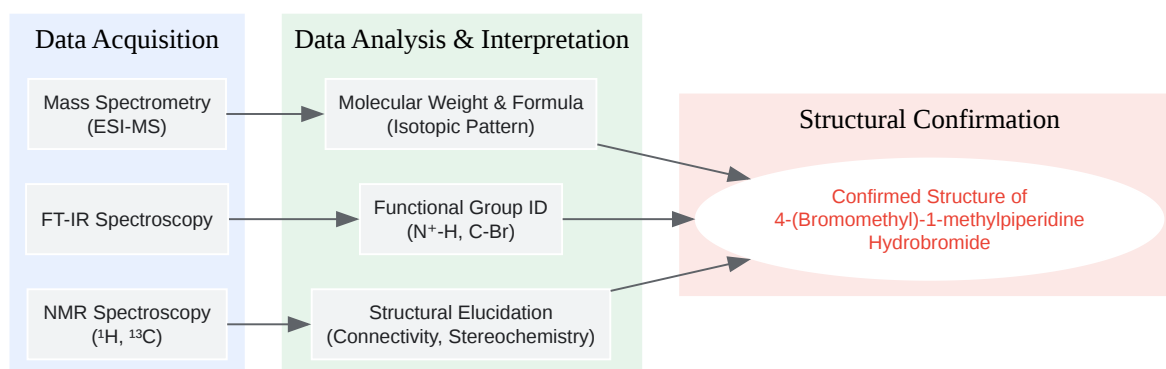 Data Acquisition
Mass Spectrometry
(ESI-MS)
FT-IR Spectroscopy
NMR Spectroscopy
(¹H, ¹³C)
Data Analysis & Interpretation
Molecular Weight & Formula
(Isotopic Pattern)
Functional Group ID
(N⁺-H, C-Br)
Structural Elucidation
(Connectivity, Stereochemistry)
Structural Confirmation
Confirmed Structure of
4-(Bromomethyl)-1-methylpiperidine
Hydrobromide